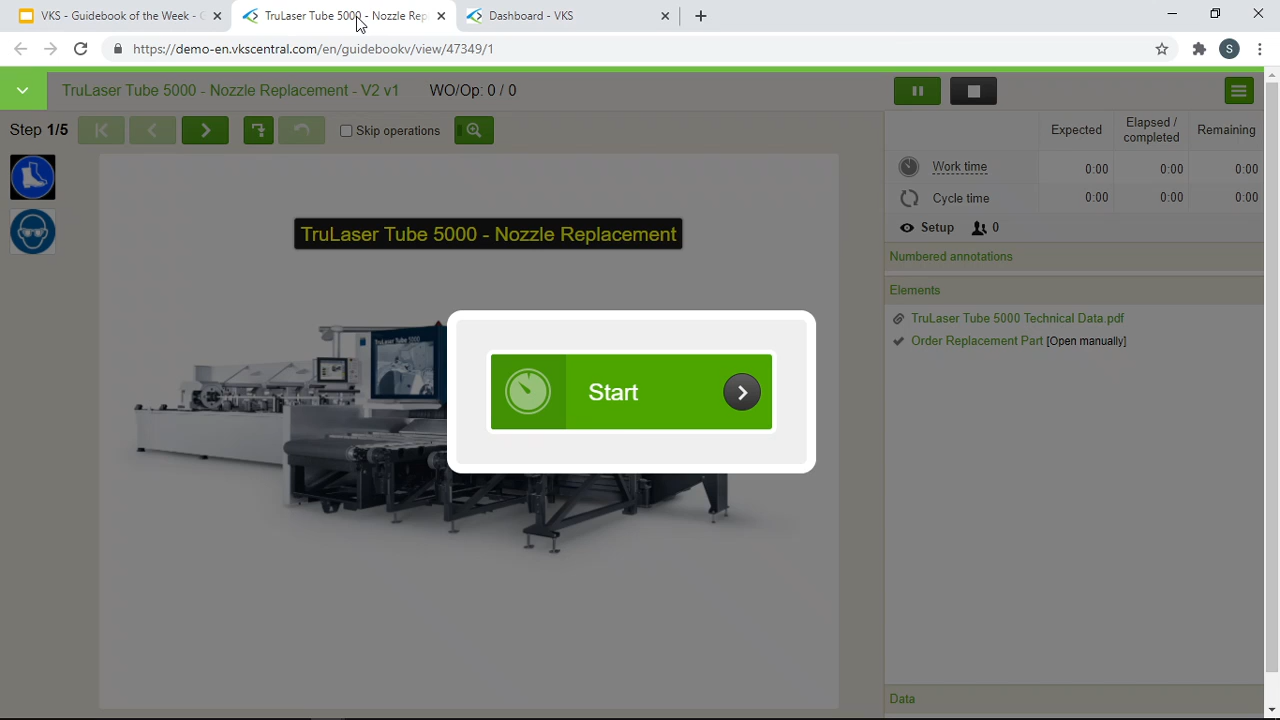 VKS - Guidebook of the Week - C
TruLaser Tube 5000 - Nozzle Rep
Dashboard - VKS
https://demo-en.vkscentral.com/en/guidebookv/view/47349/1
S
TruLaser Tube 5000 - Nozzle Replacement - V2 v1
WO/Op: 0 / 0
Step 1/5
Skip operations
Expected
Elapsed / completed
Remaining
Work time
0:00
0:00
0:00
Cycle time
0:00
0:00
0:00
Setup
0
Numbered annotations
Elements
TruLaser Tube 5000 Technical Data.pdf
Order Replacement Part [Open manually]
TruLaser Tube 5000 - Nozzle Replacement
TruLaser Tube 5000
Start
Data